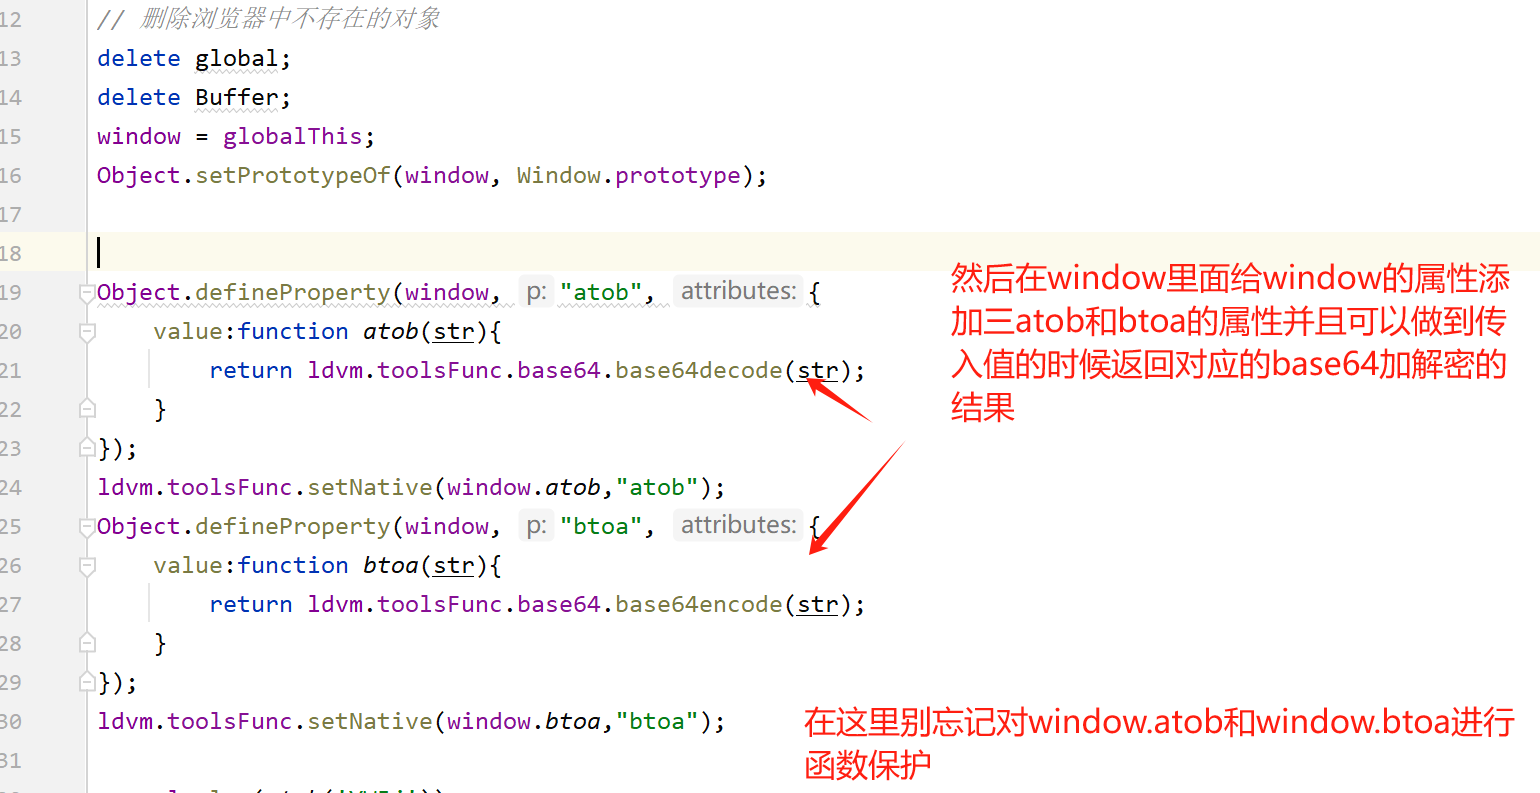 12 // 删除浏览器中不存在的对象
13 delete global;
14 delete Buffer;
15 window = globalThis;
16 Object.setPrototypeOf(window, Window.prototype);
17
18
19 Object.defineProperty(window, p: "atob", attributes: {
20 value:function atob(str){
21 return ldvm.toolsFunc.base64.base64decode(str);
22 }
23 });
24 ldvm.toolsFunc.setNative(window.atob,"atob");
25 Object.defineProperty(window, p: "btoa", attributes: {
26 value:function btoa(str){
27 return ldvm.toolsFunc.base64.base64encode(str);
28 }
29 });
30 ldvm.toolsFunc.setNative(window.btoa,"btoa");
31
然后在window里面给window的属性添
加三atob和btoa的属性并且可以做到传
入值的时候返回对应的base64加解密的
结果
在这里别忘记对window.atob和window.btoa进行
函数保护